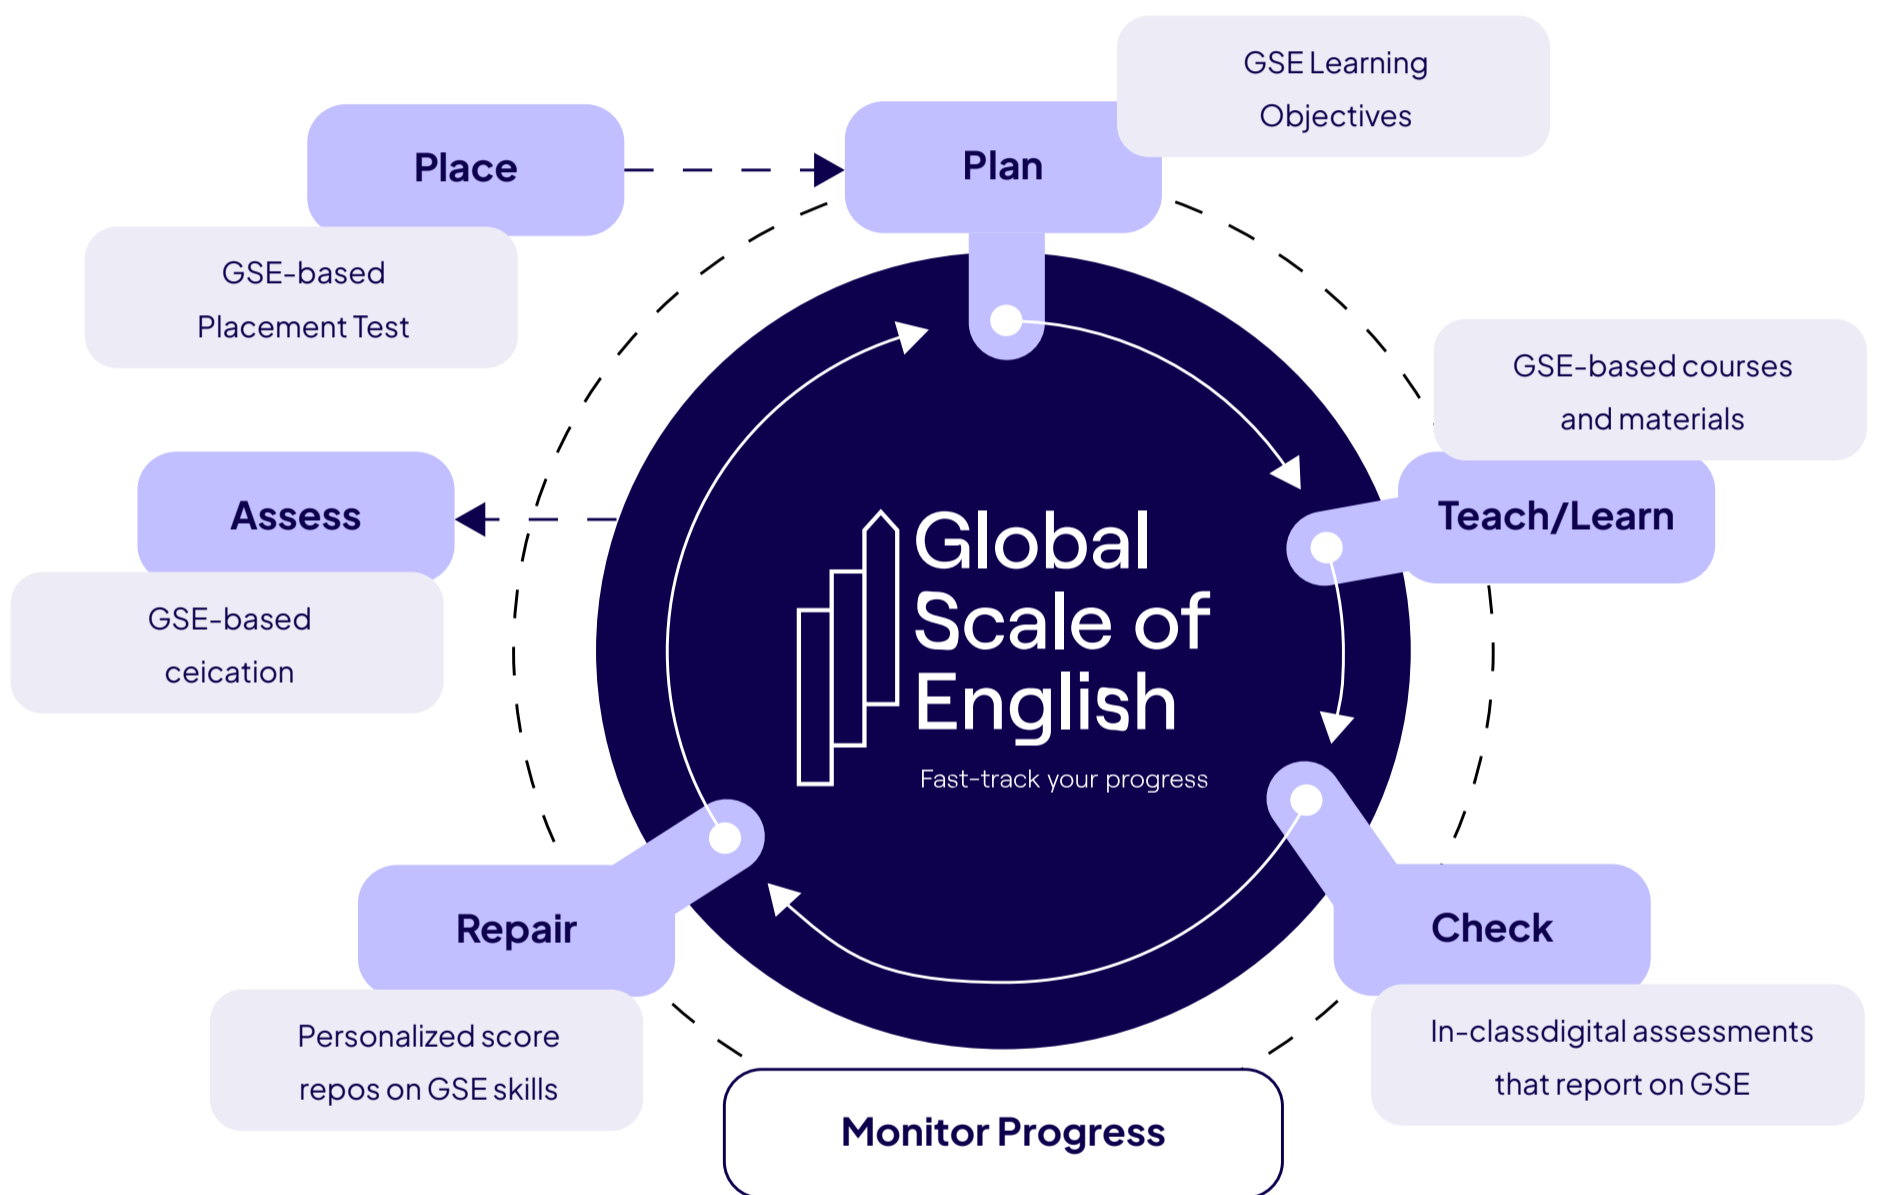 GSE Learning
Objectives
Place
Plan
GSE-based
Placement Test
GSE-based courses
and materials
Assess
Teach/Learn
GSE-based
ceication
Global
Scale of
English
Fast-track your progress
Repair
Check
Personalized score
repos on GSE skills
In-classdigital assessments
that report on GSE
Monitor Progress